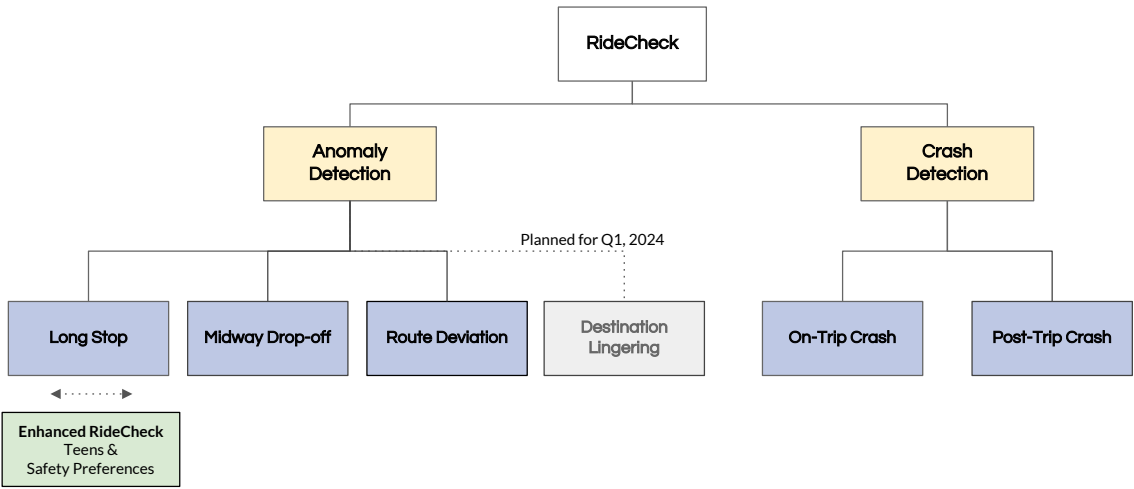 RideCheck
Anomaly
Detection
Crash
Detection
Planned for Q1, 2024
Long Stop
Midway Drop-off
Route Deviation
Destination
Lingering
On-Trip Crash
Post-Trip Crash
Enhanced RideCheck
Teens &
Safety Preferences